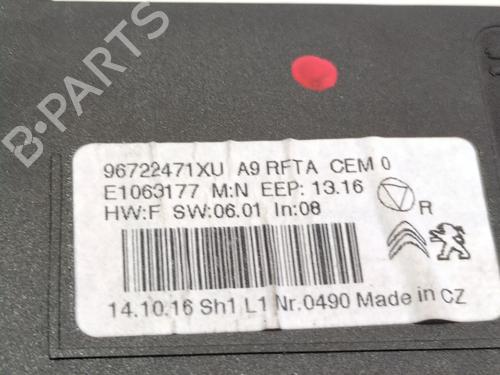 B-PARTS
96722471XU A9 RFTA CEM 0
E1063177 M:N EEP: 13.16
HW:F SW:06.01 In:08
R
14.10.16 Sh1 L1 Nr.0490 Made in CZ